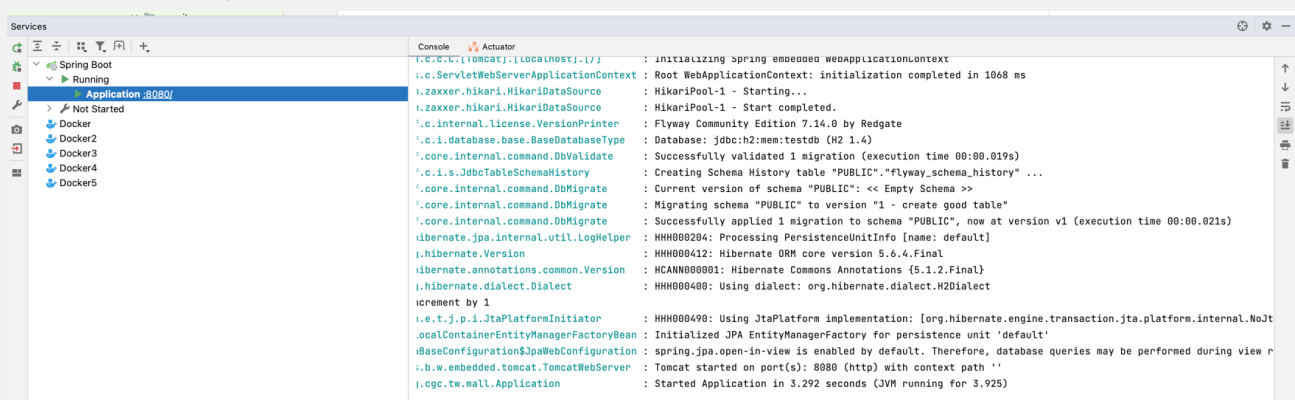 Services
Spring Boot
Running
Application :8080/
Not Started
Docker
Docker2
Docker3
Docker4
Docker5
Console Actuator
.c.c.C.[Tomcat].[localhost].[/] : Initializing Spring embedded WebApplicationContext
.c.ServletWebServerApplicationContext : Root WebApplicationContext: initialization completed in 1068 ms
.zaxxer.hikari.HikariDataSource : HikariPool-1 - Starting...
.zaxxer.hikari.HikariDataSource : HikariPool-1 - Start completed.
.c.internal.license.VersionPrinter : Flyway Community Edition 7.14.0 by Redgate
.c.i.database.base.BaseDatabaseType : Database: jdbc:h2:mem:testdb (H2 1.4)
.core.internal.command.DbValidate : Successfully validated 1 migration (execution time 00:00.019s)
.c.i.s.JdbcTableSchemaHistory : Creating Schema History table "PUBLIC"."flyway_schema_history" ...
.core.internal.command.DbMigrate : Current version of schema "PUBLIC": << Empty Schema >>
.core.internal.command.DbMigrate : Migrating schema "PUBLIC" to version "1 - create good table"
.core.internal.command.DbMigrate : Successfully applied 1 migration to schema "PUBLIC", now at version v1 (execution time 00:00.021s)
ibernate.jpa.internal.util.LogHelper : HHH000204: Processing PersistenceUnitInfo [name: default]
.hibernate.Version : HHH000412: Hibernate ORM core version 5.6.4.Final
ibernate.annotations.common.Version : HCANN000001: Hibernate Commons Annotations {5.1.2.Final}
.hibernate.dialect.Dialect : HHH000400: Using dialect: org.hibernate.dialect.H2Dialect
crement by 1
.e.t.j.p.i.JtaPlatformInitiator : HHH000490: Using JtaPlatform implementation: [org.hibernate.engine.transaction.jta.platform.internal.NoJt
ocalContainerEntityManagerFactoryBean : Initialized JPA EntityManagerFactory for persistence unit 'default'
BaseConfiguration$JpaWebConfiguration : spring.jpa.open-in-view is enabled by default. Therefore, database queries may be performed during view r
.b.w.embedded.tomcat.TomcatWebServer : Tomcat started on port(s): 8080 (http) with context path ''
.cgc.tw.mall.Application : Started Application in 3.292 seconds (JVM running for 3.925)